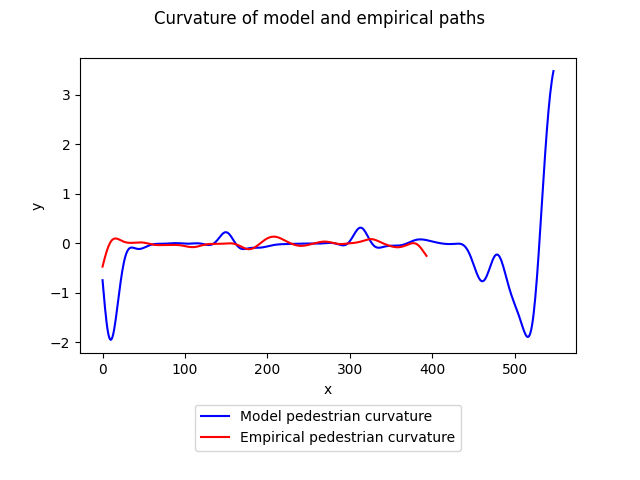 Curvature of model and empirical paths
3
2
1
0
−1
−2
y
0
100
200
300
400
500
x
Model pedestrian curvature
Empirical pedestrian curvature